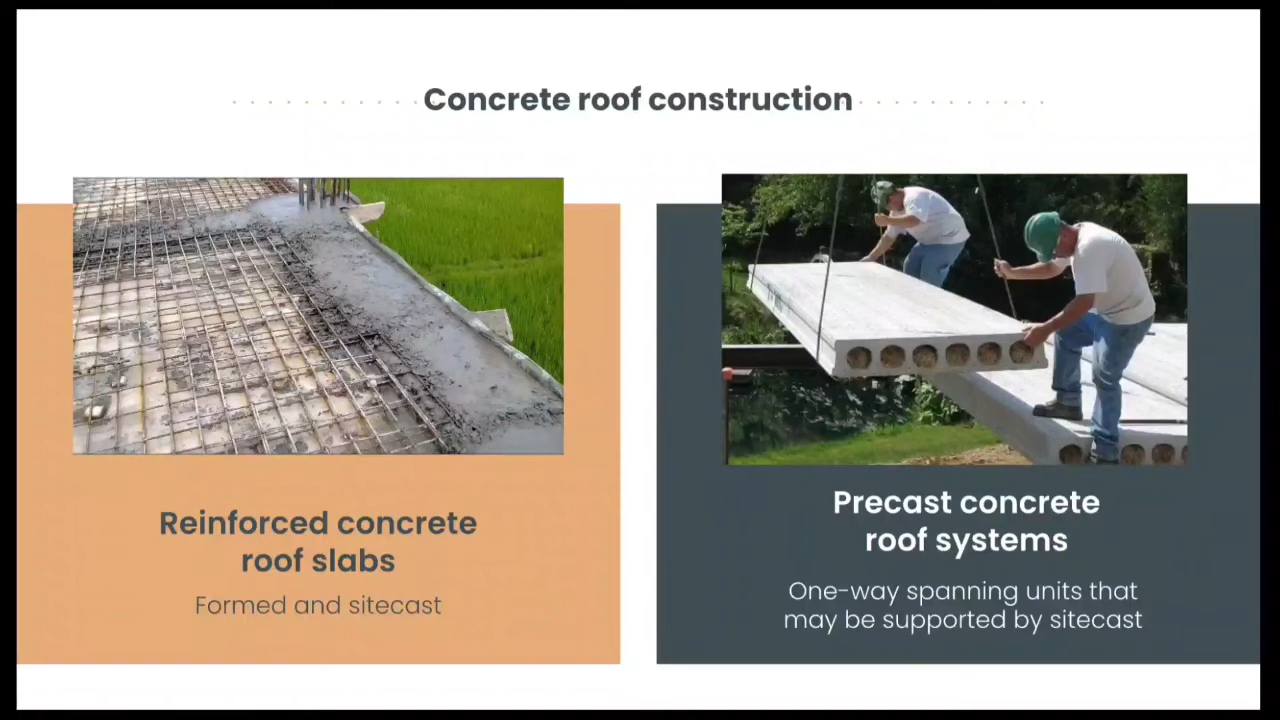 Concrete roof construction
Reinforced concrete
roof slabs
Formed and sitecast
Precast concrete
roof systems
One-way spanning units that
may be supported by sitecast